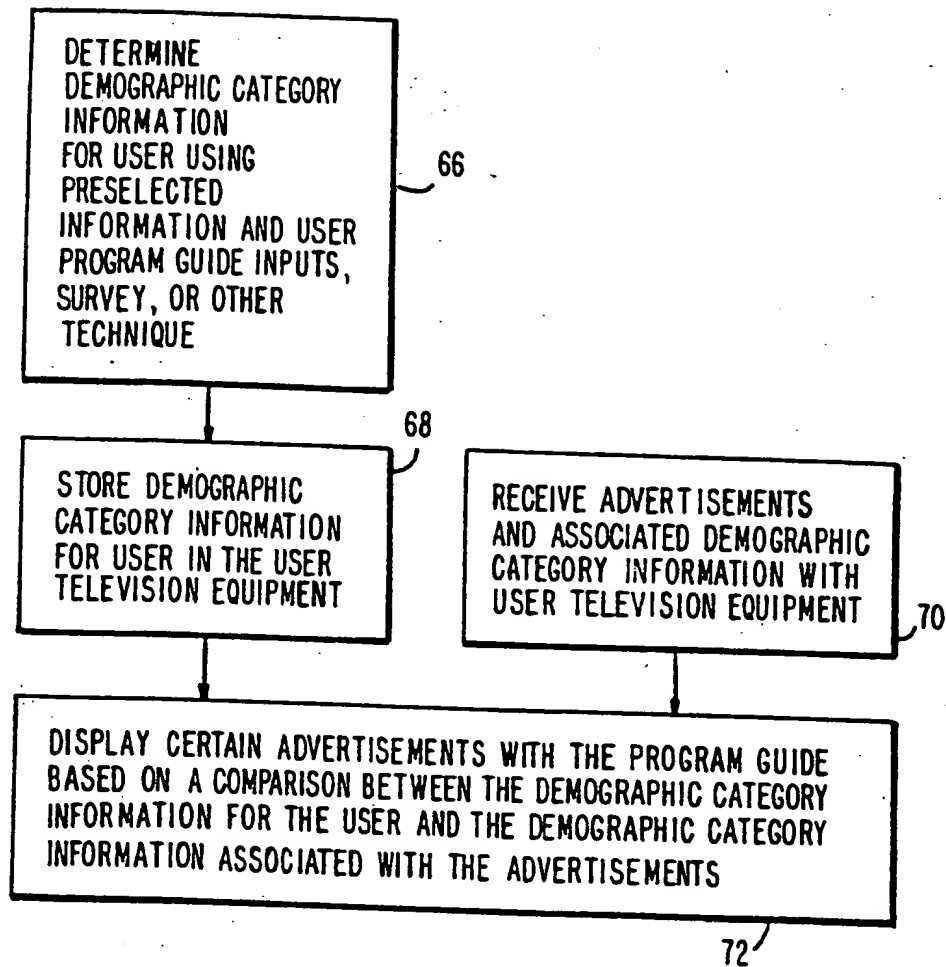 DETERMINE
DEMOGRAPHIC CATEGORY
INFORMATION
FOR USER USING
PRESELECTED
INFORMATION AND USER
PROGRAM GUIDE INPUTS,
SURVEY, OR OTHER
TECHNIQUE
66
68
STORE DEMOGRAPHIC
CATEGORY INFORMATION
FOR USER IN THE USER
TELEVISION EQUIPMENT
RECEIVE ADVERTISEMENTS
AND ASSOCIATED DEMOGRAPHIC
CATEGORY INFORMATION WITH
USER TELEVISION EQUIPMENT
70
DISPLAY CERTAIN ADVERTISEMENTS WITH THE PROGRAM GUIDE
BASED ON A COMPARISON BETWEEN THE DEMOGRAPHIC CATEGORY
INFORMATION FOR THE USER AND THE DEMOGRAPHIC CATEGORY
INFORMATION ASSOCIATED WITH THE ADVERTISEMENTS
72